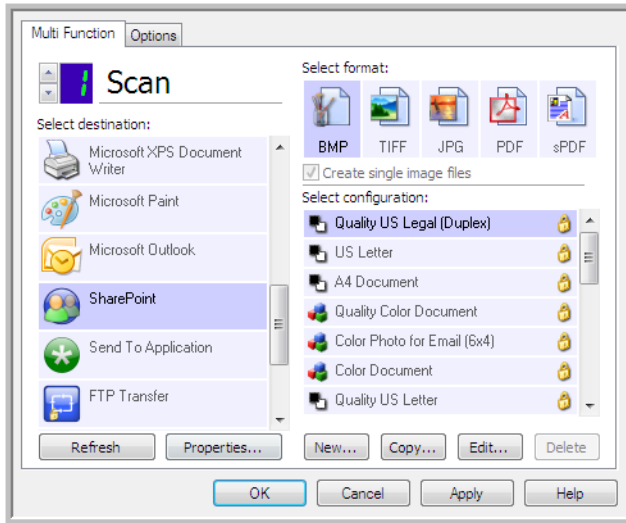 Multi Function
Options
1 Scan
Select destination:
Microsoft XPS Document
Writer
Microsoft Paint
Microsoft Outlook
SharePoint
Send To Application
FTP Transfer
Refresh
Properties...
Select format:
BMP
TIFF
JPG
PDF
sPDF
Create single image files
Select configuration:
Quality US Legal (Duplex)
US Letter
A4 Document
Quality Color Document
Color Photo for Email (6x4)
Color Document
Quality US Letter
New...
Copy...
Edit...
Delete
OK
Cancel
Apply
Help